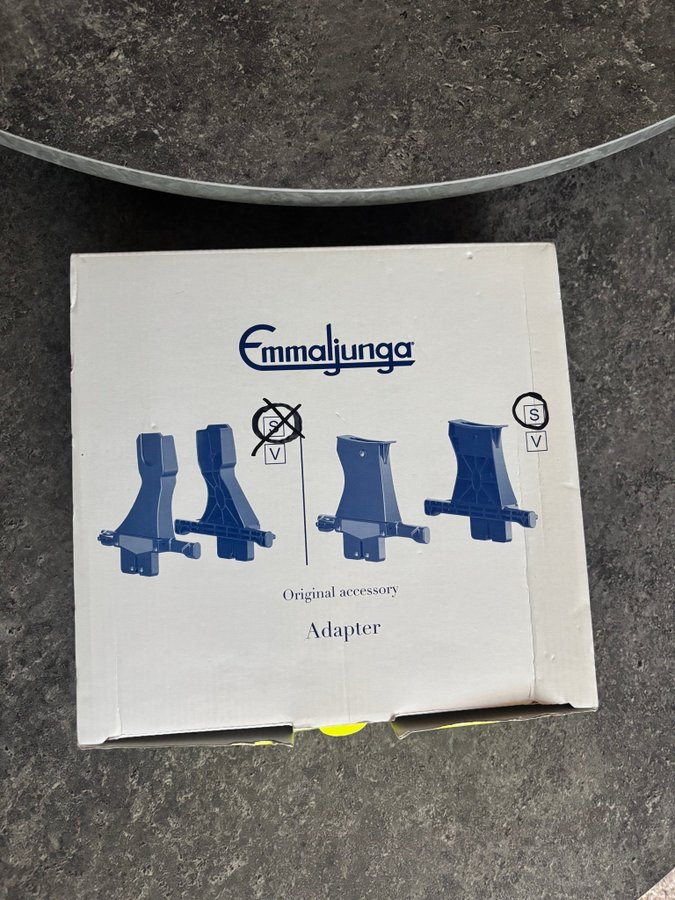 Emmaljunga
S
V
S
V
Original accessory
Adapter